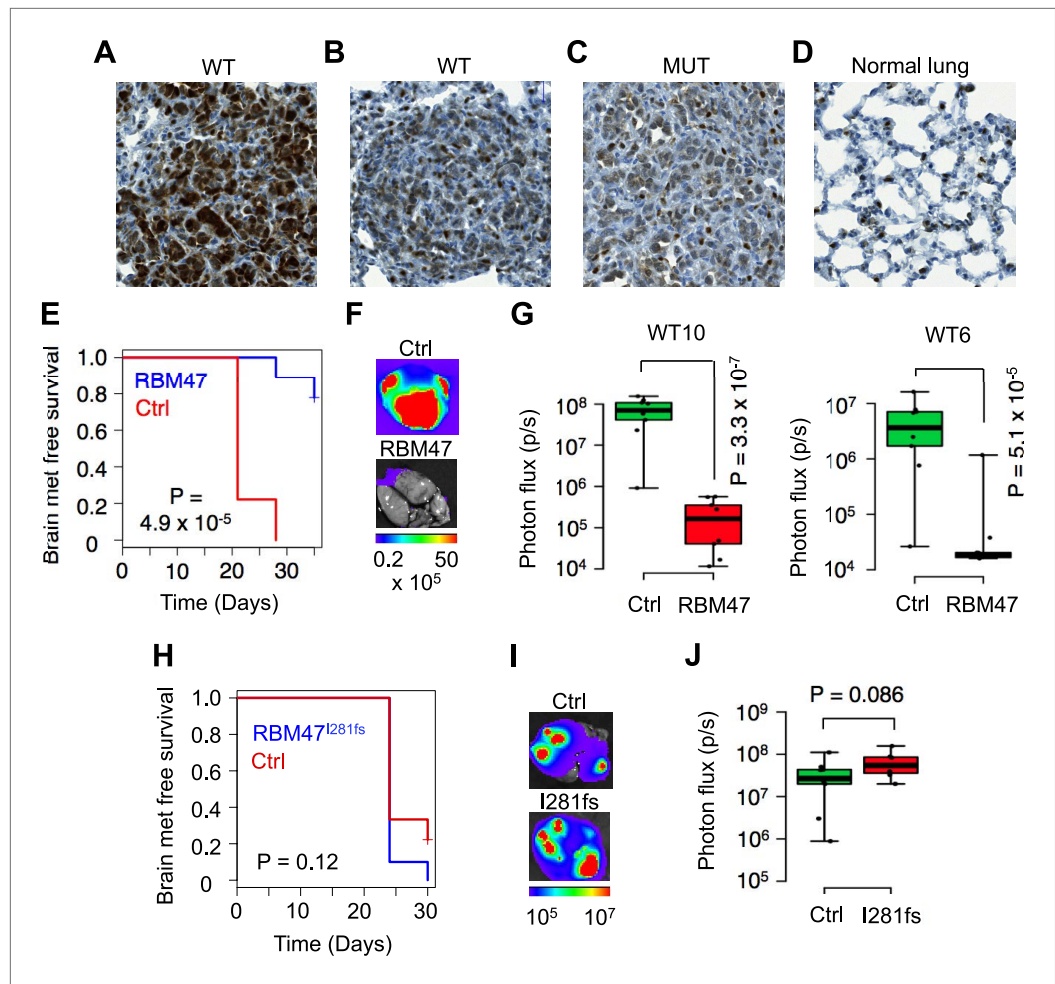 A
WT
B
WT
C
MUT
D
Normal lung
E
Brain met free survival
1.0
0.8
0.6
0.4
0.2
0
RBM47
Ctrl
P =
4.9 x 10-5
0 10 20 30
Time (Days)
F
Ctrl
RBM47
0.2 50
x 10⁵
G
WT10
Photon flux (p/s)
10⁸
10⁷
10⁶
10⁵
10⁴
P = 3.3 x 10-7
Ctrl RBM47
WT6
Photon flux (p/s)
10⁷
10⁶
10⁵
10⁴
P = 5.1 x 10-5
Ctrl RBM47
H
Brain met free survival
1.0
0.8
0.6
0.4
0.2
0
RBM47I281fs
Ctrl
P = 0.12
0 10 20 30
Time (Days)
I
Ctrl
I281fs
10⁵ 10⁷
J
P = 0.086
Photon flux (p/s)
10⁹
10⁸
10⁷
10⁶
10⁵
Ctrl I281fs